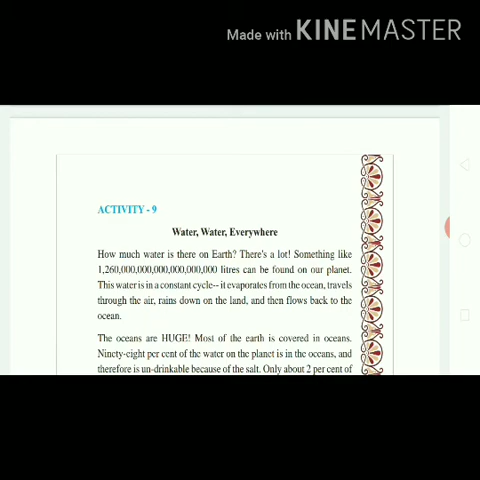 Made with KINEMASTER
ACTIVITY - 9
Water, Water, Everywhere
How much water is there on Earth? There's a lot! Something like
1,260,000,000,000,000,000,000 litres can be found on our planet.
This water is in a constant cycle-- it evaporates from the ocean, travels
through the air, rains down on the land, and then flows back to the
ocean.
The oceans are HUGE! Most of the earth is covered in oceans.
Ninety-eight per cent of the water on the planet is in the oceans, and
therefore is un-drinkable because of the salt. Only about 2 per cent of